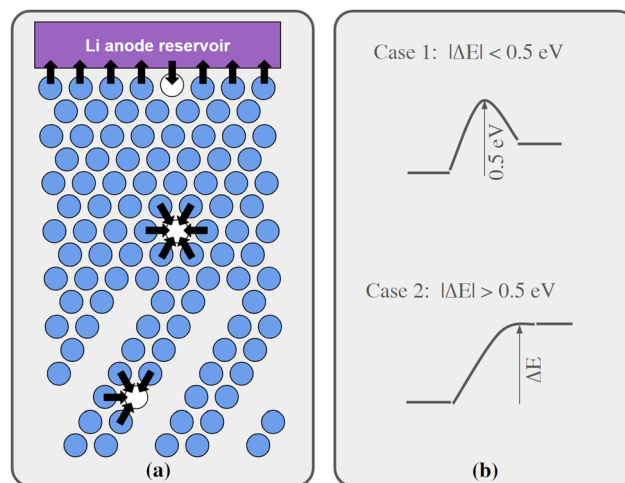 Li anode reservoir
(a)
Case 1: |ΔE| < 0.5 eV
0.5 eV
Case 2: |ΔE| > 0.5 eV
ΔE
(b)